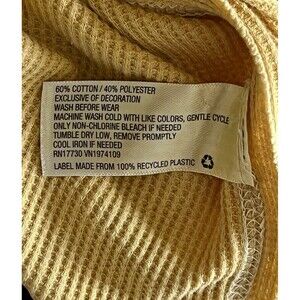 60% COTTON / 40% POLYESTER
EXCLUSIVE OF DECORATION
WASH BEFORE WEAR
MACHINE WASH COLD WITH LIKE COLORS, GENTLE CYCLE
ONLY NON-CHLORINE BLEACH IF NEEDED
TUMBLE DRY LOW, REMOVE PROMPTLY
COOL IRON IF NEEDED
RN17730 VN1974109
LABEL MADE FROM 100% RECYCLED PLASTIC